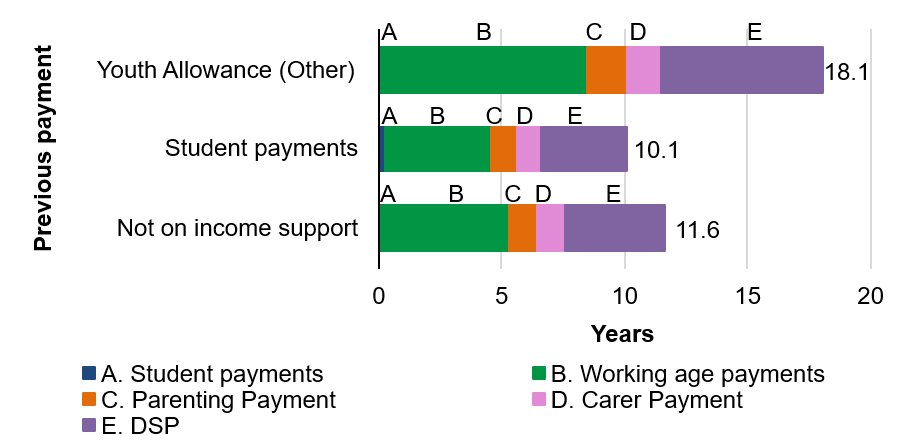 A B C D E
Youth Allowance (Other) 18.1
A B C D E
Student payments 10.1
A B C D E
Not on income support 11.6
Previous payment
0 5 10 15 20
Years
A. Student payments B. Working age payments
C. Parenting Payment D. Carer Payment
E. DSP